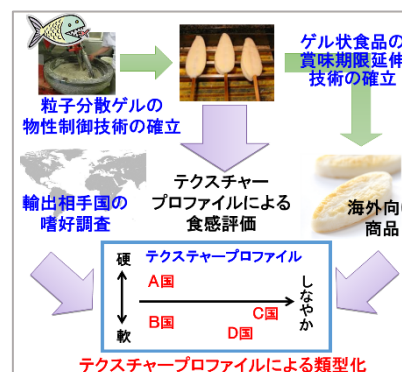 ゲル状食品の
賞味期限延伸
技術の確立
粒子分散ゲルの
物性制御技術の確立
輸出相手国の
嗜好調査
テクスチャー
プロファイルによる
食感評価
海外向け
商品
テクステャープロファイル
硬
軟
A国
B国
C国
D国
しなやか
テクスチャープロファイルによる類型化